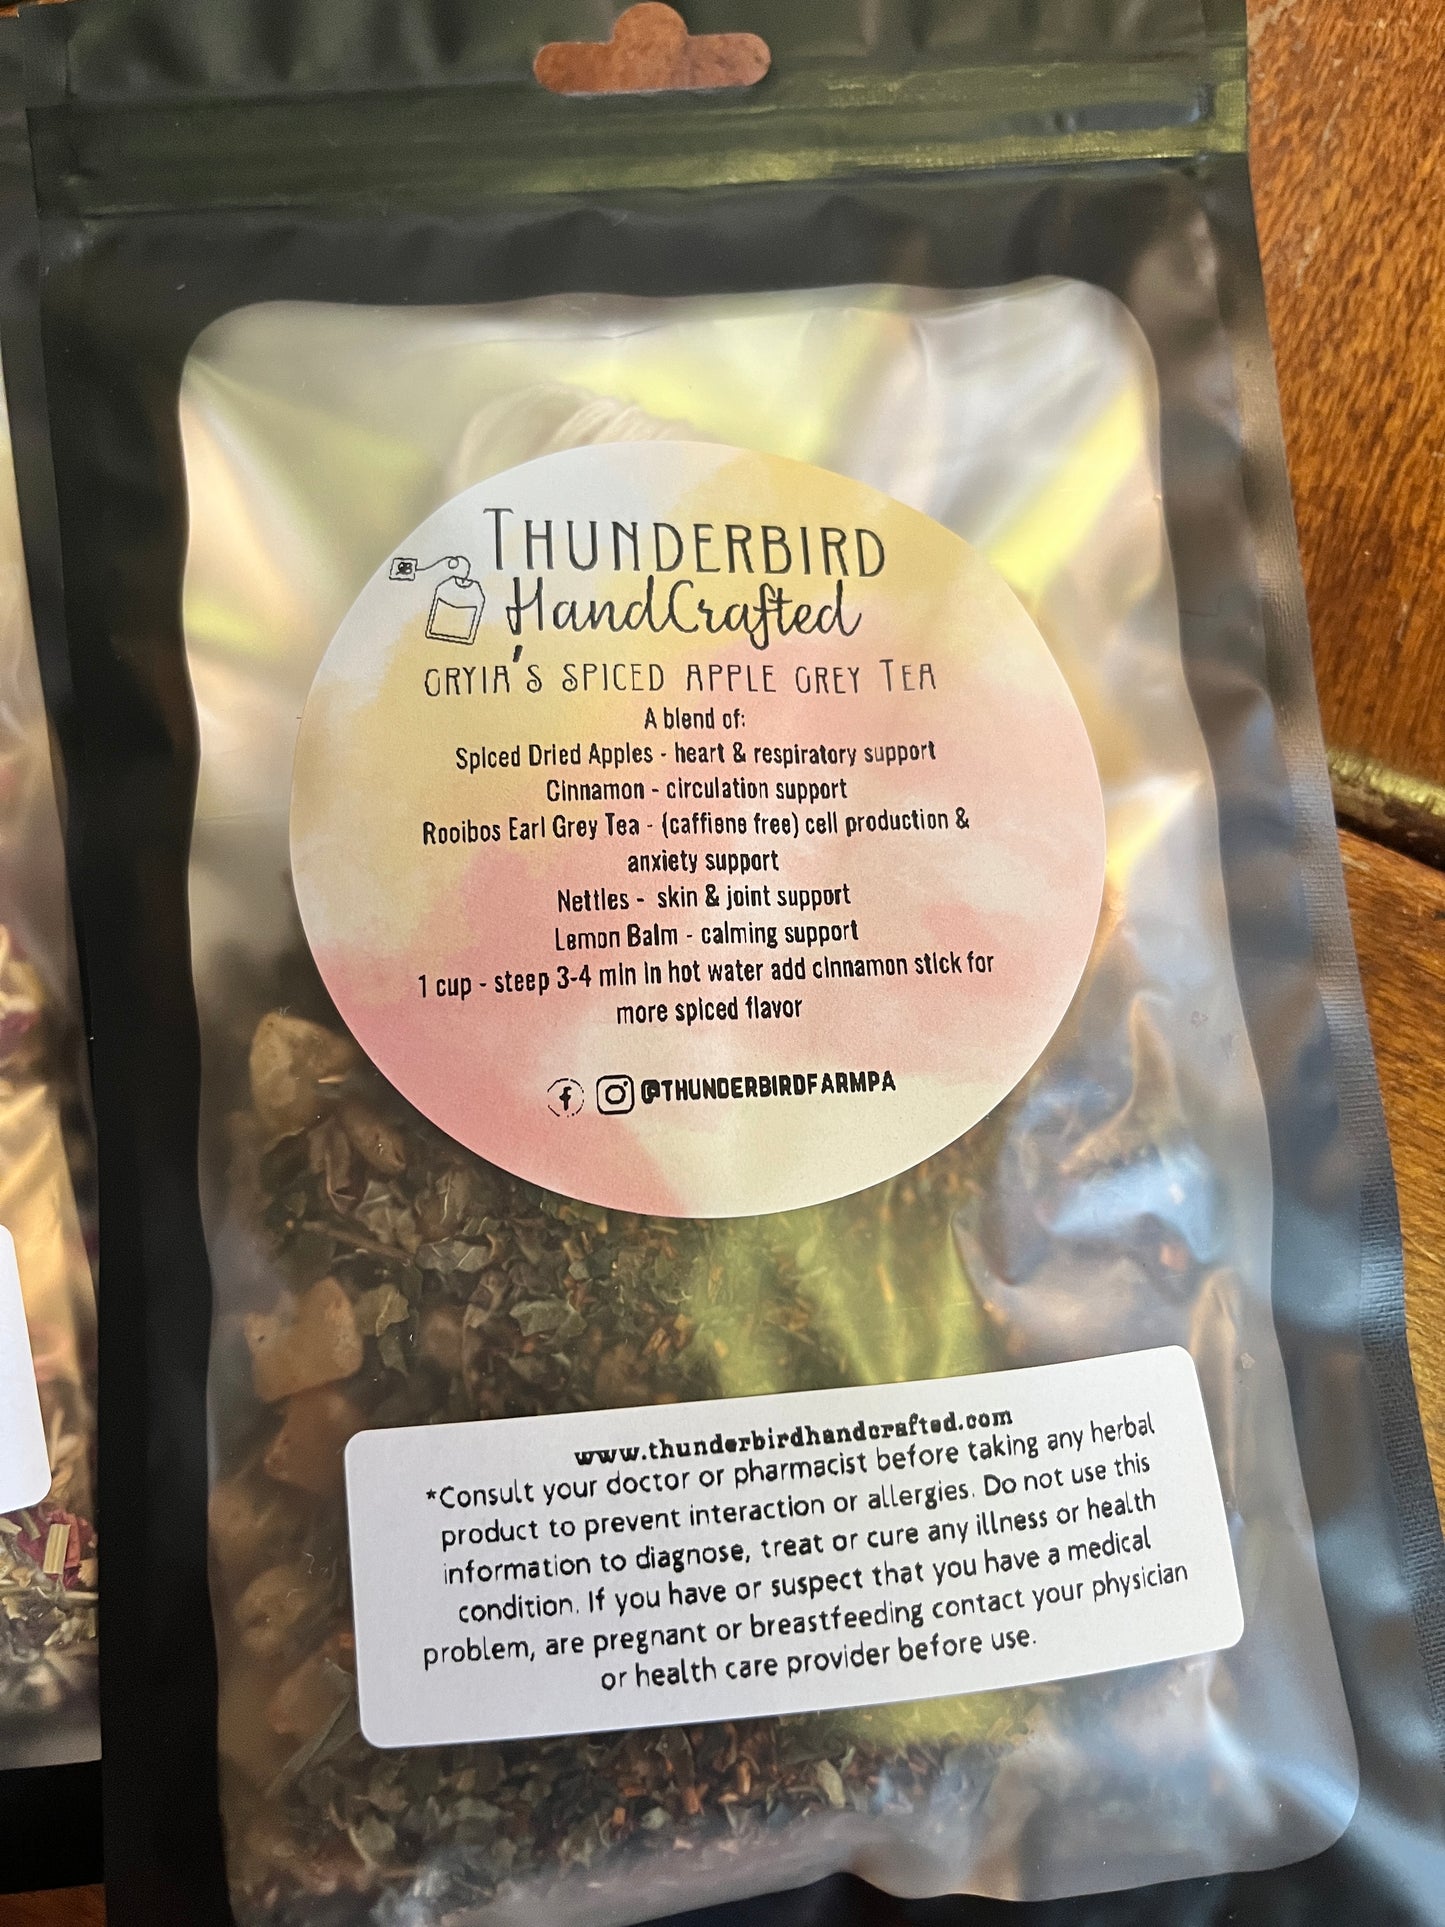 THUNDERBIRD
HandCrafted
GRYIA'S SPICED APPLE GREY TEA
A blend of:
Spiced Dried Apples - heart & respiratory support
Cinnamon - circulation support
Rooibos Earl Grey Tea - (caffiene free) cell production &
anxiety support
Nettles - skin & joint support
Lemon Balm - calming support
1 cup - steep 3-4 min in hot water add cinnamon stick for
more spiced flavor
@THUNDERBIRDFARMPA
www.thunderbirdhandcrafted.com
*Consult your doctor or pharmacist before taking any herbal
product to prevent interaction or allergies. Do not use this
information to diagnose, treat or cure any illness or health
condition. If you have or suspect that you have a medical
problem, are pregnant or breastfeeding contact your physician
or health care provider before use.